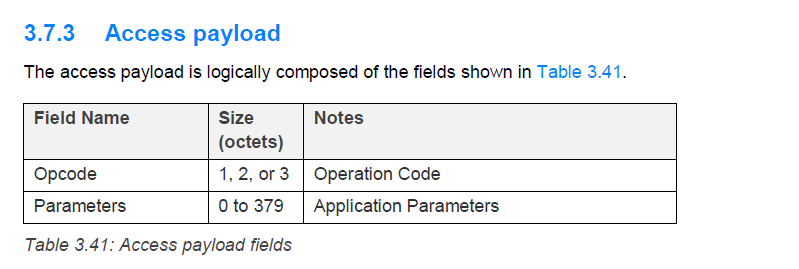 3.7.3 Access payload
The access payload is logically composed of the fields shown in Table 3.41.
Field Name Size (octets) Notes
Opcode 1, 2, or 3 Operation Code
Parameters 0 to 379 Application Parameters
Table 3.41: Access payload fields